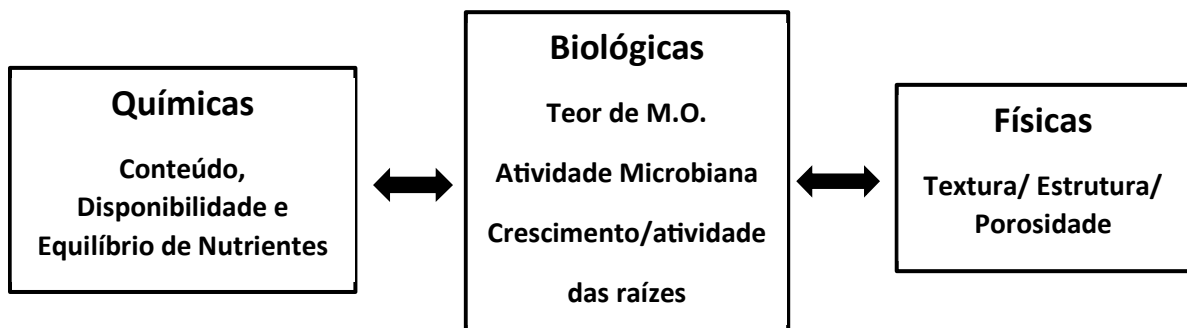 Químicas
Conteúdo,
Disponibilidade e
Equilíbrio de Nutrientes
Biológicas
Teor de M.O.
Atividade Microbiana
Crescimento/atividade
das raízes
Físicas
Textura/ Estrutura/
Porosidade